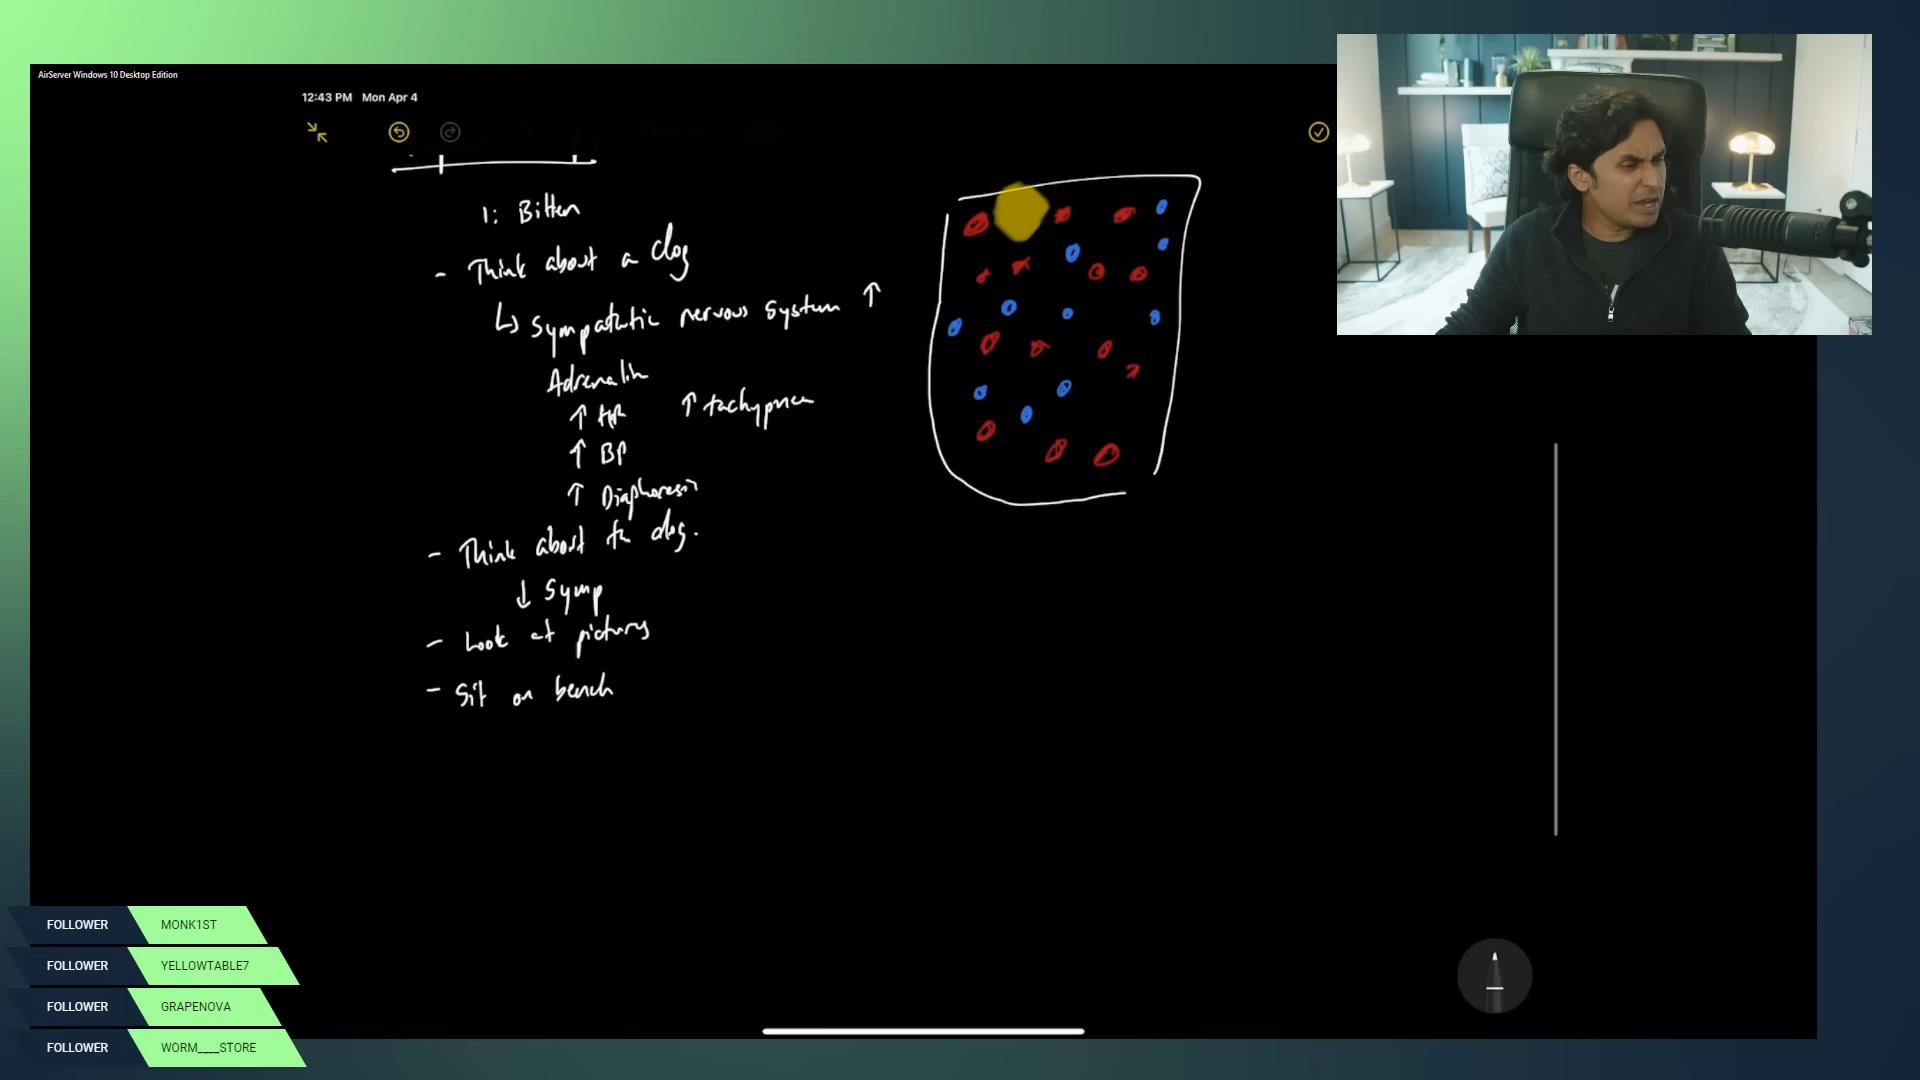 AirServer Windows 10 Desktop Edition
12:43 PM Mon Apr 4
1: Bitten
- Think about a dog
↳ Sympathetic nervous system ↑
Adrenalin
↑ HR ↑ tachypnea
↑ BP
↑ Diaphoresis
- Think about the dog.
↓ Symp
- Look at pictures
- Sit on bench
FOLLOWER MONK1ST
FOLLOWER YELLOWTABLE7
FOLLOWER GRAPENOVA
FOLLOWER WORM____STORE